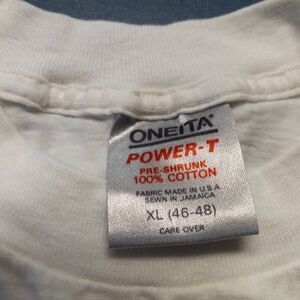 ONEITA
POWER-T
PRE-SHRUNK
100% COTTON
FABRIC MADE IN U.S.A
SEWN IN JAMAICA
XL (46-48)
CARE OVER